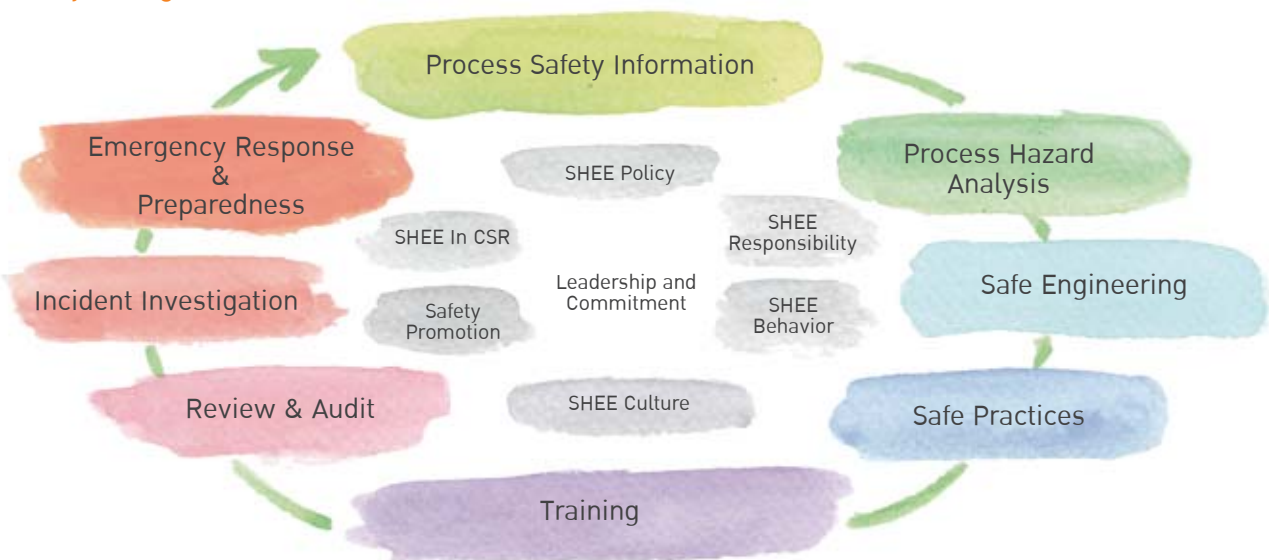 Process Safety Information
Process Hazard
Analysis
Safe Engineering
Safe Practices
Training
Review & Audit
Incident Investigation
Emergency Response
&
Preparedness
SHEE Policy
SHEE
Responsibility
SHEE
Behavior
SHEE Culture
Safety
Promotion
SHEE In CSR
Leadership and
Commitment